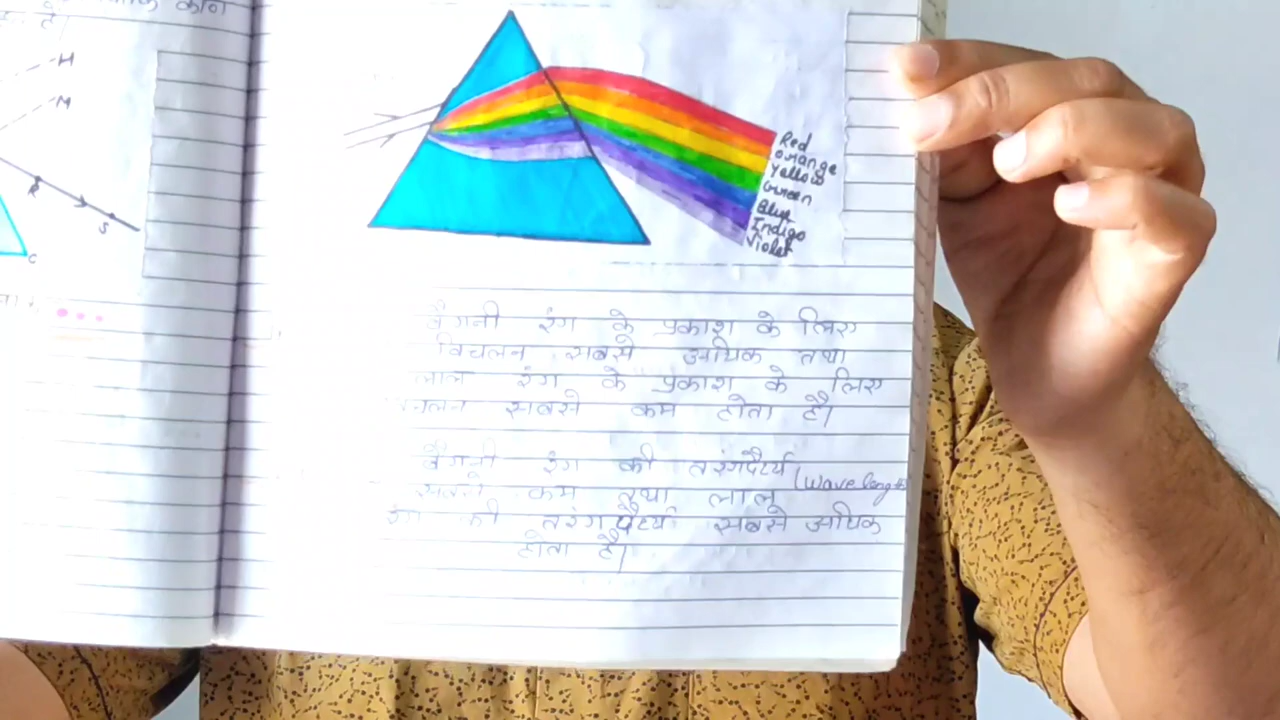 H
M
R
S
C
Red
orange
yellow
Green
Blue
Indigo
Violet
बैगनी रंग के प्रकाश के लिए
विचलन सबसे अधिक तथा
लाल रंग के प्रकाश के लिए
सबसे कम होता है।
बैगनी रंग की तरंगदैर्ध्य (wave length
सबसे कम तथा लाल
रंग की तरंगदैर्ध्य सबसे अधिक
होता है।